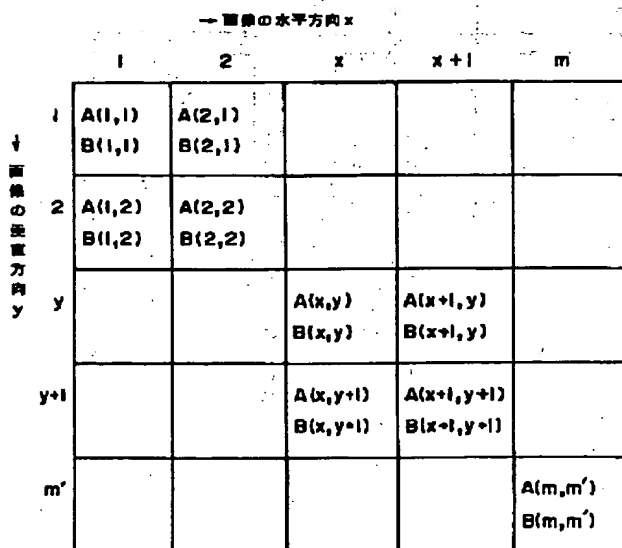 → 画像の水平方向 x
1 2 x x+1 m
↓ 画像の垂直方向 y
1 A(1,1) A(2,1)
B(1,1) B(2,1)
2 A(1,2) A(2,2)
B(1,2) B(2,2)
y A(x,y) A(x+1,y)
B(x,y) B(x+1,y)
y+1 A(x,y+1) A(x+1,y+1)
B(x,y+1) B(x+1,y+1)
m' A(m,m')
B(m,m')